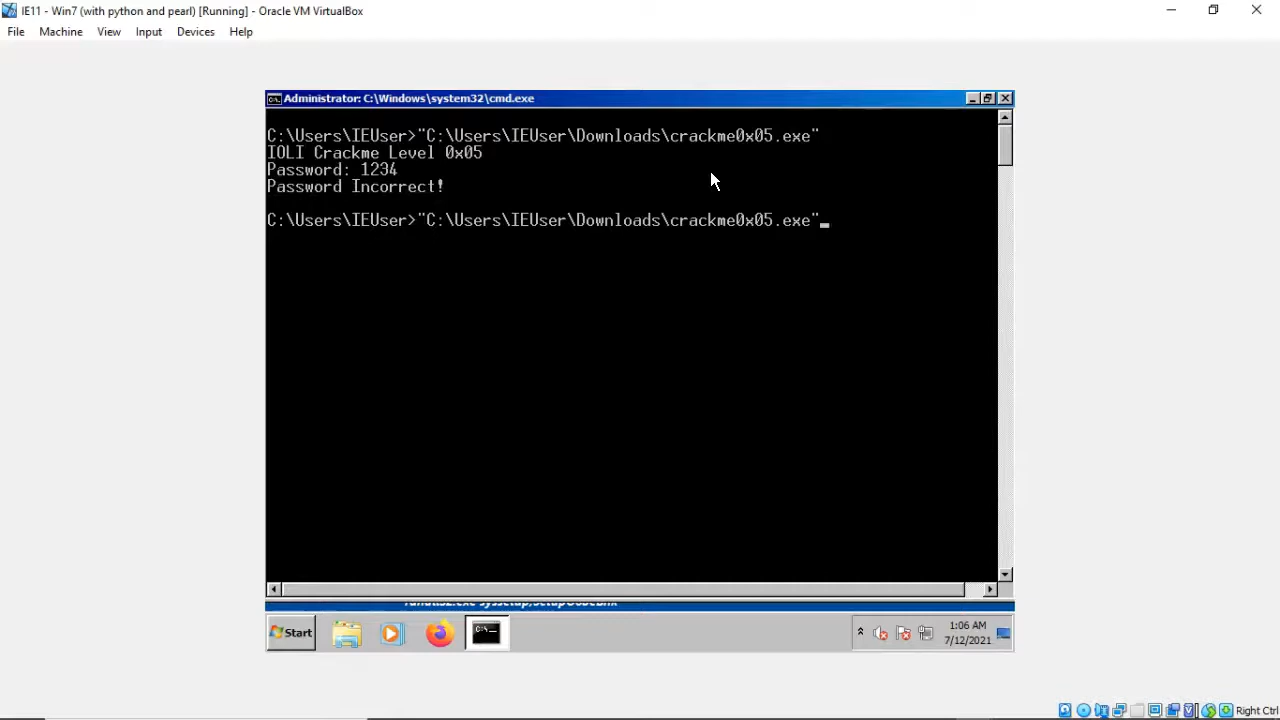 IE11 - Win7 (with python and pearl) [Running] - Oracle VM VirtualBox
File Machine View Input Devices Help
Administrator: C:\Windows\system32\cmd.exe
C:\Users\IEUser>"C:\Users\IEUser\Downloads\crackme0x05.exe"
IOLI Crackme Level 0x05
Password: 1234
Password Incorrect!
C:\Users\IEUser>"C:\Users\IEUser\Downloads\crackme0x05.exe"
Start
1:06 AM
7/12/2021
Right Ctrl